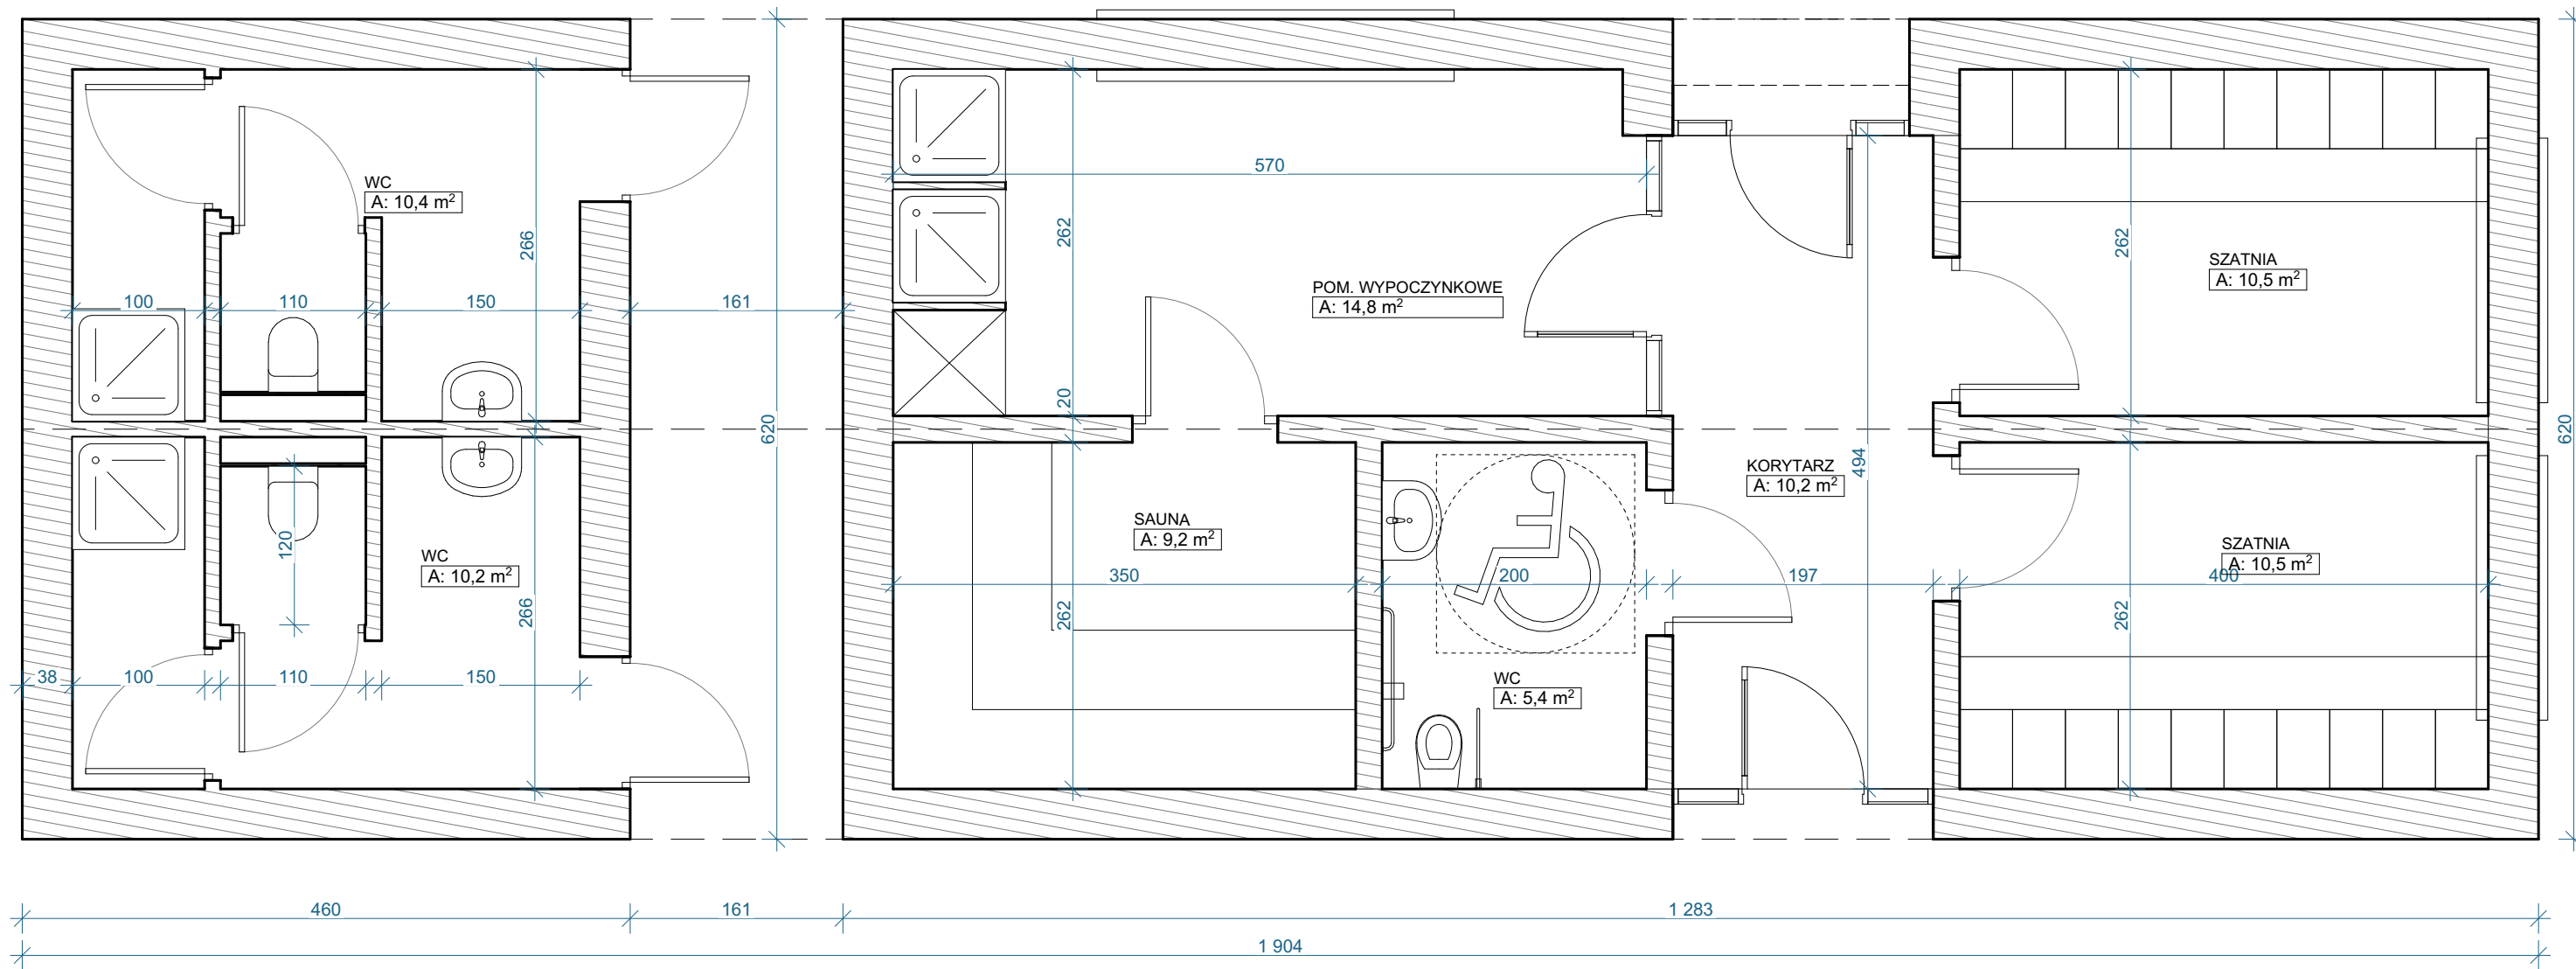 WC
A: 10,4 m²
570
262
266
262
POM. WYPOCZYNKOWE
A: 14,8 m²
SZATNIA
A: 10,5 m²
100
110
150
161
20
620
620
KORYTARZ
A: 10,2 m²
494
SAUNA
A: 9,2 m²
120
WC
A: 10,2 m²
SZATNIA
A: 10,5 m²
350
200
197
400
266
262
262
38
100
110
150
WC
A: 5,4 m²
460
161
1 283
1 904